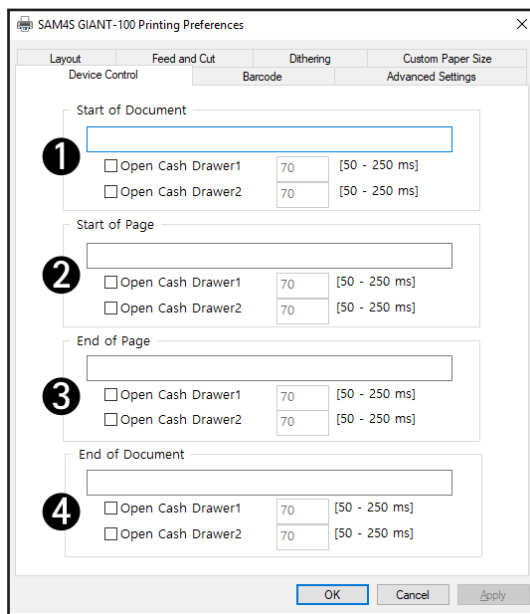 SAM4S GIANT-100 Printing Preferences
Layout Feed and Cut Dithering Custom Paper Size
Device Control Barcode Advanced Settings
Start of Document
1
Open Cash Drawer1 70 [50 - 250 ms]
Open Cash Drawer2 70 [50 - 250 ms]
Start of Page
2
Open Cash Drawer1 70 [50 - 250 ms]
Open Cash Drawer2 70 [50 - 250 ms]
End of Page
3
Open Cash Drawer1 70 [50 - 250 ms]
Open Cash Drawer2 70 [50 - 250 ms]
End of Document
4
Open Cash Drawer1 70 [50 - 250 ms]
Open Cash Drawer2 70 [50 - 250 ms]
OK Cancel Apply